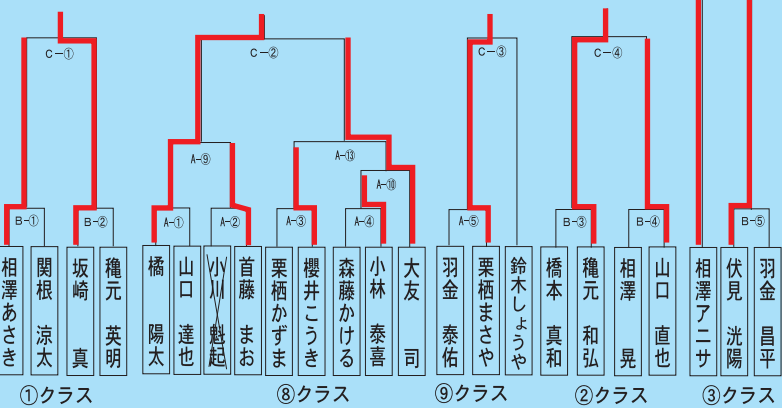 C-①
C-②
C-③
C-④
A-⑨
A-⑬
A-⑩
B-①
B-②
A-①
A-②
A-③
A-④
A-⑤
B-③
B-④
B-⑤
相澤あさき
関根 涼太
坂崎 真
穐元 英明
橘 陽太
山口 達也
小川 魁起
首藤 まお
栗栖かずま
櫻井こうき
森藤かける
小林 泰喜
大友 司
羽金 泰佑
栗栖まさや
鈴木しょうや
橋本 真和
穐元 和弘
相澤 晃
山口 直也
相澤アニサ
伏見 洸陽
羽金 昌平
①クラス
⑧クラス
⑨クラス
②クラス
③クラス